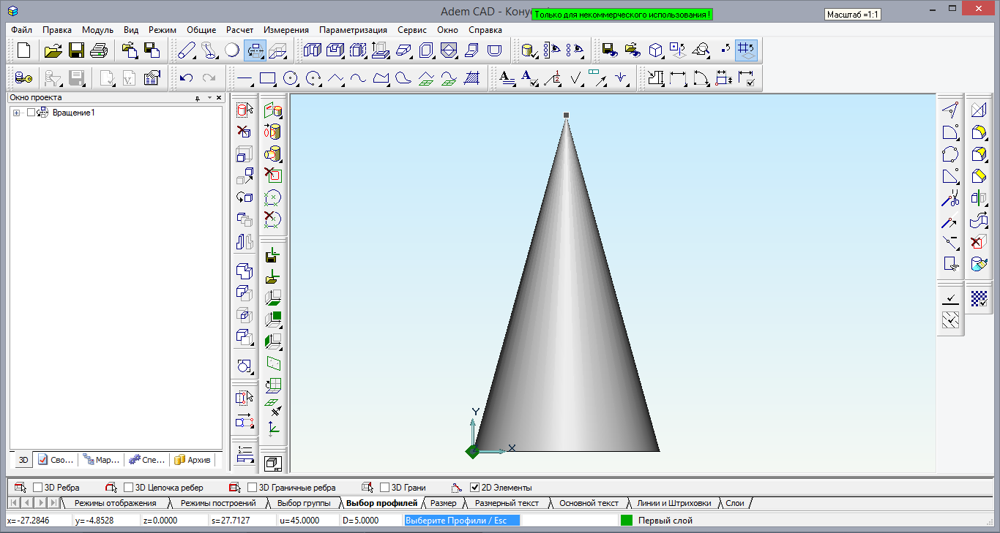 Adem CAD - Конус
Только для некоммерческого использования !
Масштаб =1:1
Файл Правка Модуль Вид Режим Общие Расчет Измерения Параметризация Сервис Окно Справка
Окно проекта
Вращение1
Y
X
3D Сво... Мар... Спе... Архив
3D Ребра 3D Цепочка ребер 3D Граничные ребра 3D Грани 2D Элементы
Режимы отображения Режимы построений Выбор группы Выбор профилей Размер Размерный текст Основной текст Линии и Штриховки Слои
x=-27.2846 y=-4.8528 z=0.0000 s=27.7127 u=45.0000 D=5.0000 Выберите Профили / Esc Первый слой